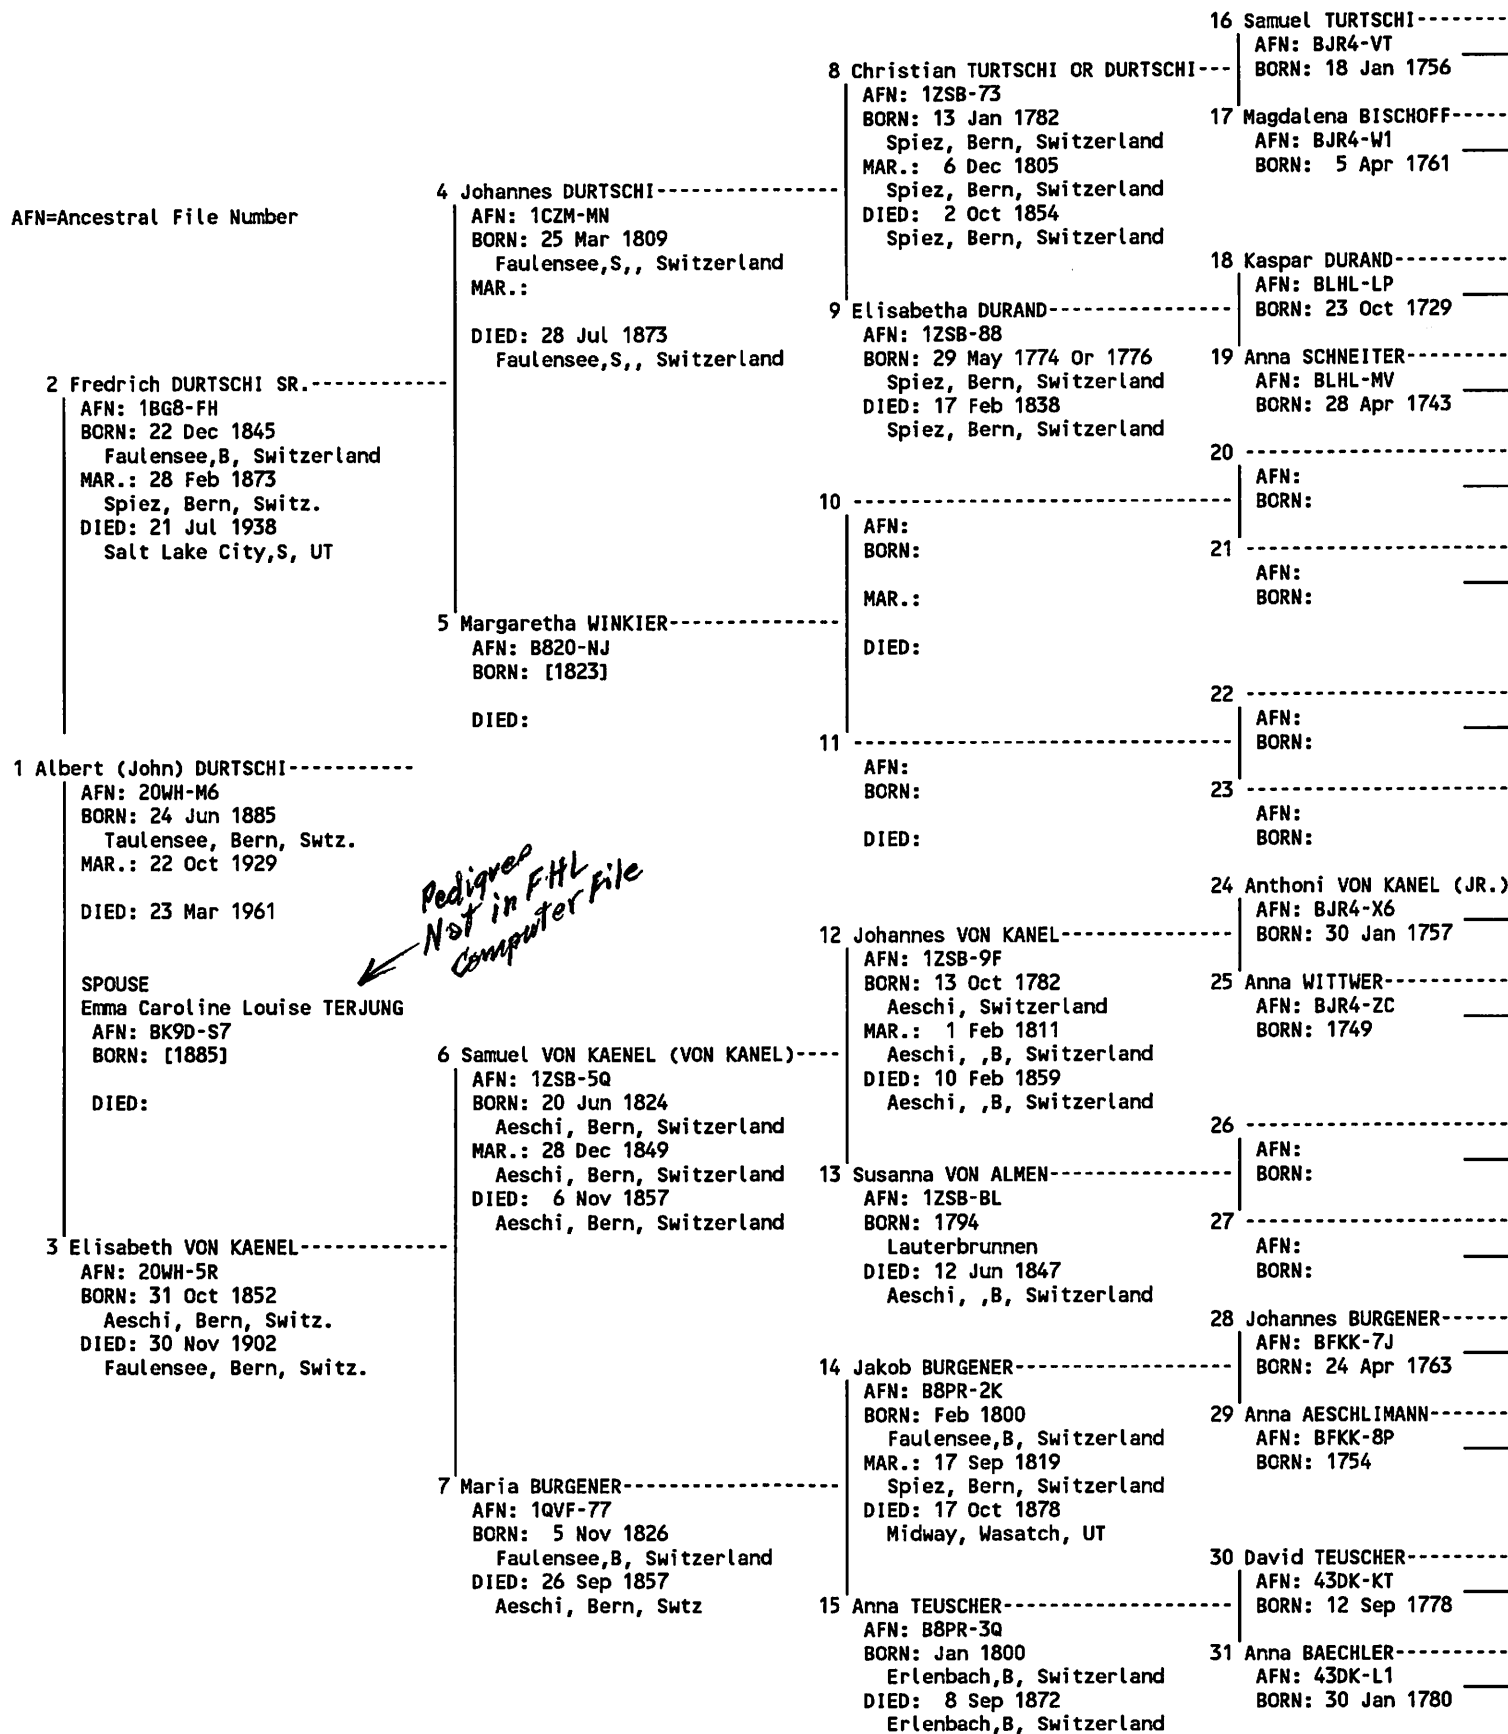 AFN=Ancestral File Number
1 Albert (John) DURTSCHI-----------
AFN: 20WH-M6
BORN: 24 Jun 1885
Taulensee, Bern, Swtz.
MAR.: 22 Oct 1929
DIED: 23 Mar 1961
SPOUSE
Emma Caroline Louise TERJUNG
AFN: BK9D-S7
BORN: [1885]
DIED:
Pedigree
Not in FHL
Computer File
2 Fredrich DURTSCHI SR.------------
AFN: 1BG8-FH
BORN: 22 Dec 1845
Faulensee,B, Switzerland
MAR.: 28 Feb 1873
Spiez, Bern, Switz.
DIED: 21 Jul 1938
Salt Lake City,S, UT
3 Elisabeth VON KAENEL-------------
AFN: 20WH-5R
BORN: 31 Oct 1852
Aeschi, Bern, Switz.
DIED: 30 Nov 1902
Faulensee, Bern, Switz.
4 Johannes DURTSCHI----------------
AFN: 1CZM-MN
BORN: 25 Mar 1809
Faulensee,S,, Switzerland
MAR.:
DIED: 28 Jul 1873
Faulensee,S,, Switzerland
5 Margaretha WINKIER---------------
AFN: B820-NJ
BORN: [1823]
DIED:
6 Samuel VON KAENEL (VON KANEL)----
AFN: 1ZSB-5Q
BORN: 20 Jun 1824
Aeschi, Bern, Switzerland
MAR.: 28 Dec 1849
Aeschi, Bern, Switzerland
DIED:  6 Nov 1857
Aeschi, Bern, Switzerland
7 Maria BURGENER-------------------
AFN: 1QVF-77
BORN:  5 Nov 1826
Faulensee,B, Switzerland
DIED: 26 Sep 1857
Aeschi, Bern, Swtz
8 Christian TURTSCHI OR DURTSCHI---
AFN: 1ZSB-73
BORN: 13 Jan 1782
Spiez, Bern, Switzerland
MAR.:  6 Dec 1805
Spiez, Bern, Switzerland
DIED:  2 Oct 1854
Spiez, Bern, Switzerland
9 Elisabetha DURAND----------------
AFN: 1ZSB-88
BORN: 29 May 1774 Or 1776
Spiez, Bern, Switzerland
DIED: 17 Feb 1838
Spiez, Bern, Switzerland
10 ---------------------------------
AFN:
BORN:
MAR.:
DIED:
11 ---------------------------------
AFN:
BORN:
DIED:
12 Johannes VON KANEL---------------
AFN: 1ZSB-9F
BORN: 13 Oct 1782
Aeschi, Switzerland
MAR.:  1 Feb 1811
Aeschi, ,B, Switzerland
DIED: 10 Feb 1859
Aeschi, ,B, Switzerland
13 Susanna VON ALMEN----------------
AFN: 1ZSB-BL
BORN: 1794
Lauterbrunnen
DIED: 12 Jun 1847
Aeschi, ,B, Switzerland
14 Jakob BURGENER-------------------
AFN: B8PR-2K
BORN: Feb 1800
Faulensee,B, Switzerland
MAR.: 17 Sep 1819
Spiez, Bern, Switzerland
DIED: 17 Oct 1878
Midway, Wasatch, UT
15 Anna TEUSCHER--------------------
AFN: B8PR-3Q
BORN: Jan 1800
Erlenbach,B, Switzerland
DIED:  8 Sep 1872
Erlenbach,B, Switzerland
16 Samuel TURTSCHI--------
AFN: BJR4-VT
BORN: 18 Jan 1756
17 Magdalena BISCHOFF-----
AFN: BJR4-W1
BORN:  5 Apr 1761
18 Kaspar DURAND----------
AFN: BLHL-LP
BORN: 23 Oct 1729
19 Anna SCHNEITER---------
AFN: BLHL-MV
BORN: 28 Apr 1743
20 -----------------------
AFN:
BORN:
21 -----------------------
AFN:
BORN:
22 -----------------------
AFN:
BORN:
23 -----------------------
AFN:
BORN:
24 Anthoni VON KANEL (JR.)
AFN: BJR4-X6
BORN: 30 Jan 1757
25 Anna WITTWER-----------
AFN: BJR4-ZC
BORN: 1749
26 -----------------------
AFN:
BORN:
27 -----------------------
AFN:
BORN:
28 Johannes BURGENER------
AFN: BFKK-7J
BORN: 24 Apr 1763
29 Anna AESCHLIMANN-------
AFN: BFKK-8P
BORN: 1754
30 David TEUSCHER---------
AFN: 43DK-KT
BORN: 12 Sep 1778
31 Anna BAECHLER----------
AFN: 43DK-L1
BORN: 30 Jan 1780